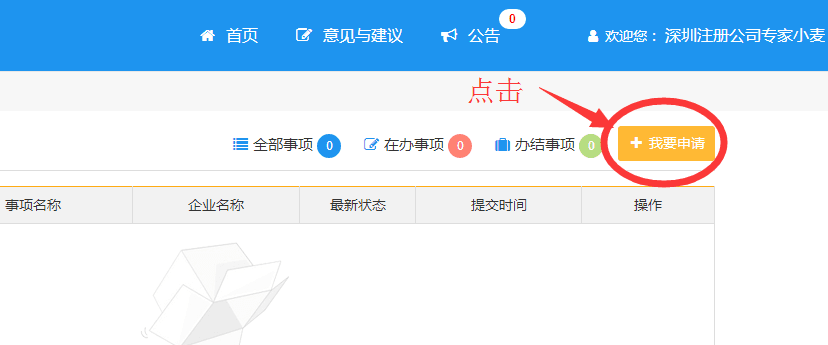 首页 意见与建议 公告 0 欢迎您： 深圳注册公司专家小麦
点击
全部事项 0 在办事项 0 办结事项 0 我要申请
事项名称 企业名称 最新状态 提交时间 操作